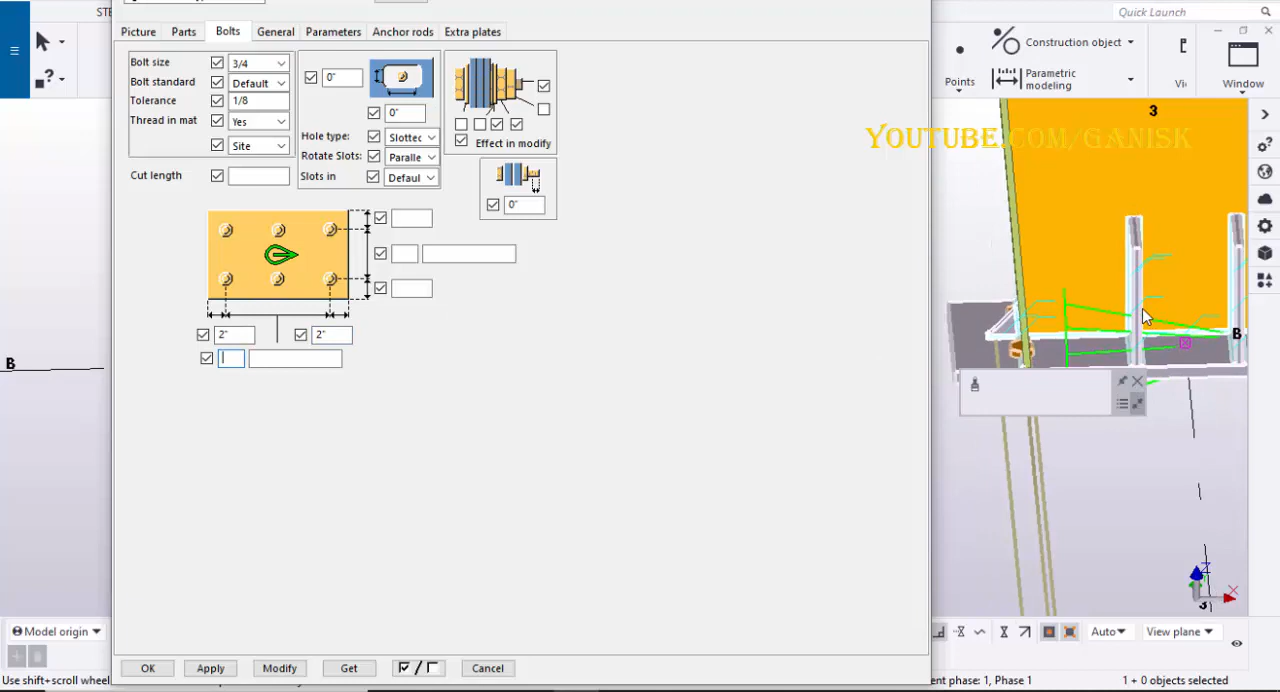 STE
Quick Launch
Picture
Parts
Bolts
General
Parameters
Anchor rods
Extra plates
Construction object
Points
Parametric
modeling
Vi
Window
Bolt size
3/4
Bolt standard
Default
Tolerance
1/8
Thread in mat
Yes
Site
Cut length
0"
0"
Hole type:
Slottec
Rotate Slots:
Paralle
Slots in
Defaul
Effect in modify
0"
YOUTUBE.COM/GANISK
3
B
B
2"
2"
3
Model origin
Auto
View plane
OK
Apply
Modify
Get
/
Cancel
Use shift+scroll wheel
ent phase: 1, Phase 1
1 + 0 objects selected
X
Z